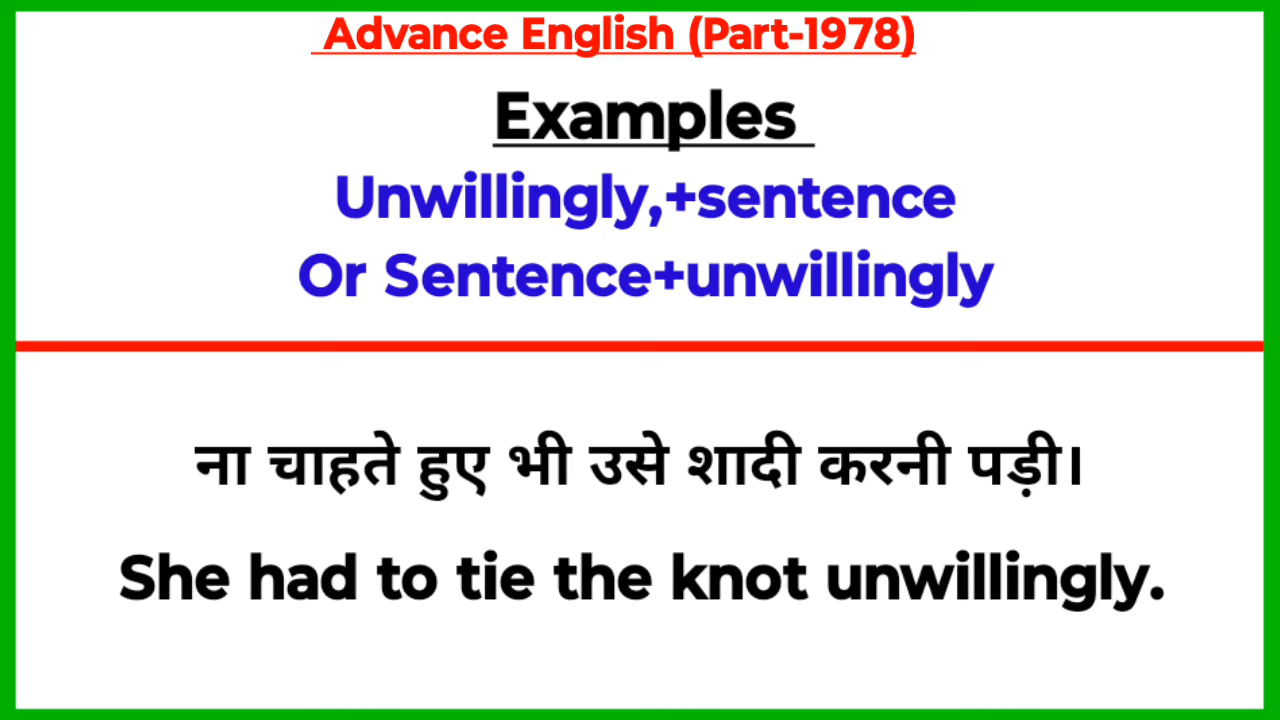 Advance English (Part-1978)
Examples
Unwillingly,+sentence
Or Sentence+unwillingly
ना चाहते हुए भी उसे शादी करनी पड़ी।
She had to tie the knot unwillingly.